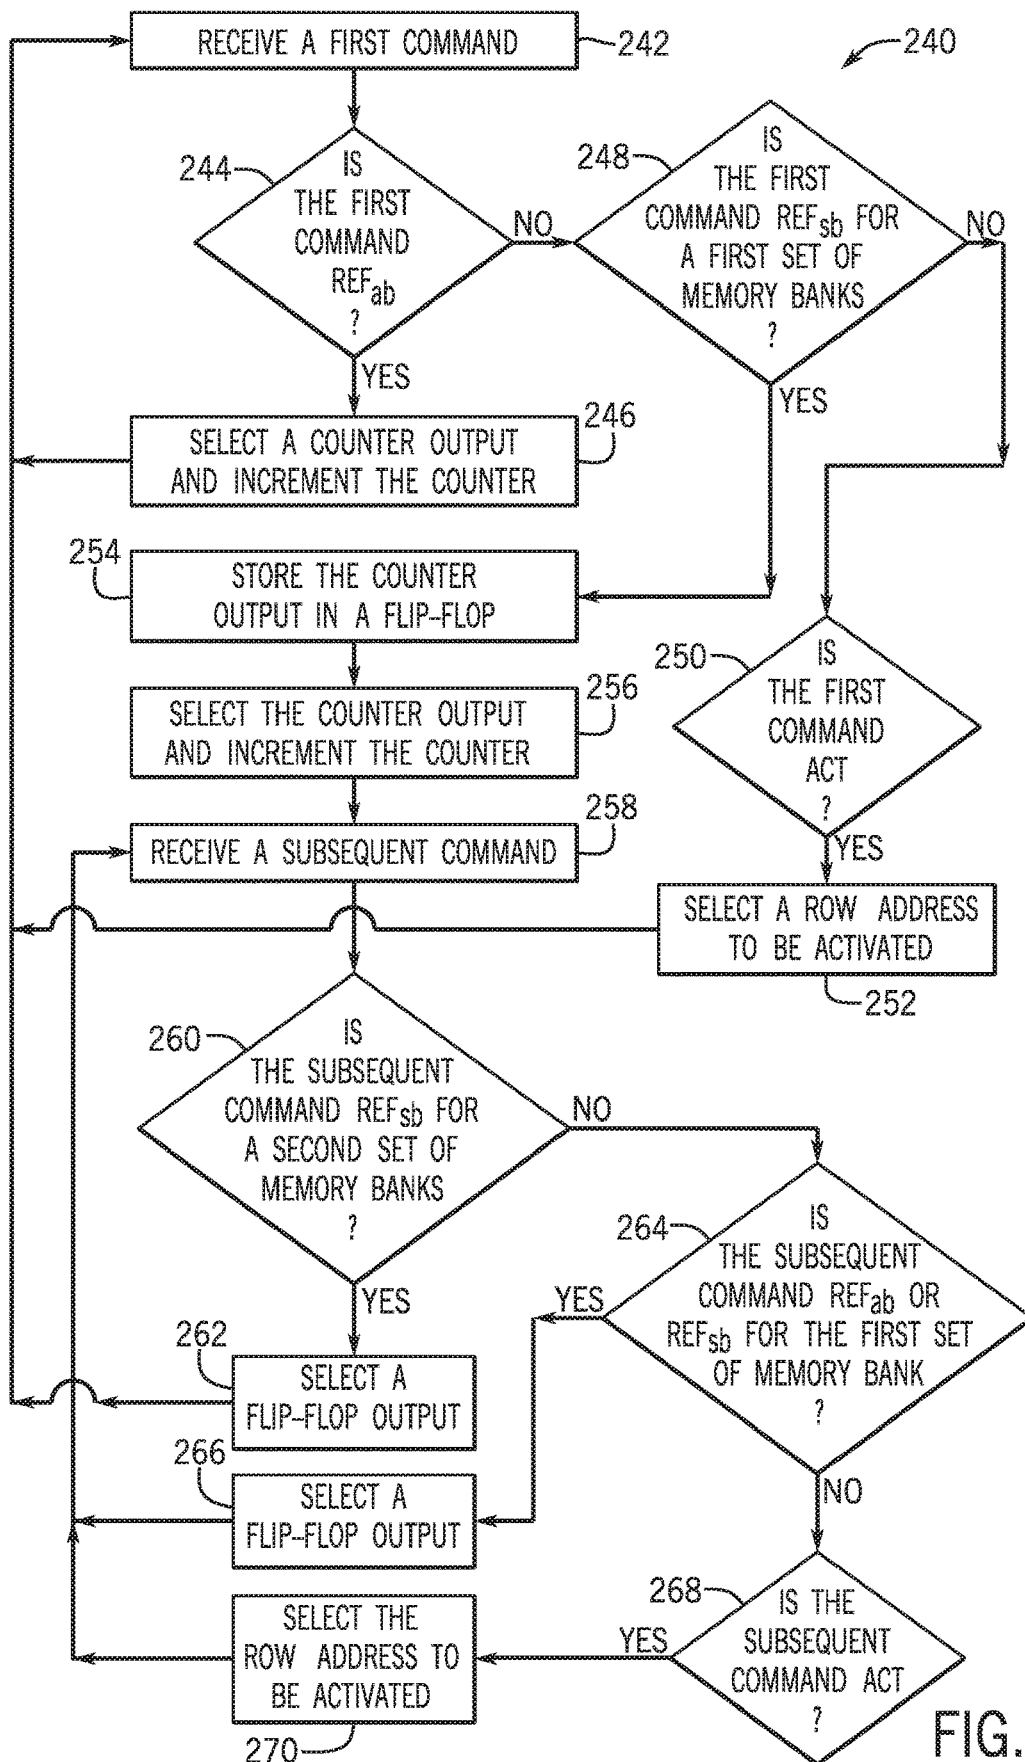 RECEIVE A FIRST COMMAND
242
240
244
IS
THE FIRST
COMMAND
REFab
?
NO
YES
248
IS
THE FIRST
COMMAND REFsb FOR
A FIRST SET OF
MEMORY BANKS
?
NO
YES
246
SELECT A COUNTER OUTPUT
AND INCREMENT THE COUNTER
254
STORE THE COUNTER
OUTPUT IN A FLIP-FLOP
250
IS
THE FIRST
COMMAND
ACT
?
YES
256
SELECT THE COUNTER OUTPUT
AND INCREMENT THE COUNTER
258
RECEIVE A SUBSEQUENT COMMAND
SELECT A ROW ADDRESS
TO BE ACTIVATED
252
260
IS
THE SUBSEQUENT
COMMAND REFsb FOR
A SECOND SET OF
MEMORY BANKS
?
NO
YES
264
IS
THE SUBSEQUENT
COMMAND REFab OR
REFsb FOR THE FIRST SET
OF MEMORY BANK
?
YES
NO
262
SELECT A
FLIP-FLOP OUTPUT
266
SELECT A
FLIP-FLOP OUTPUT
268
IS THE
SUBSEQUENT
COMMAND ACT
?
YES
SELECT THE
ROW ADDRESS TO
BE ACTIVATED
270
FIG.